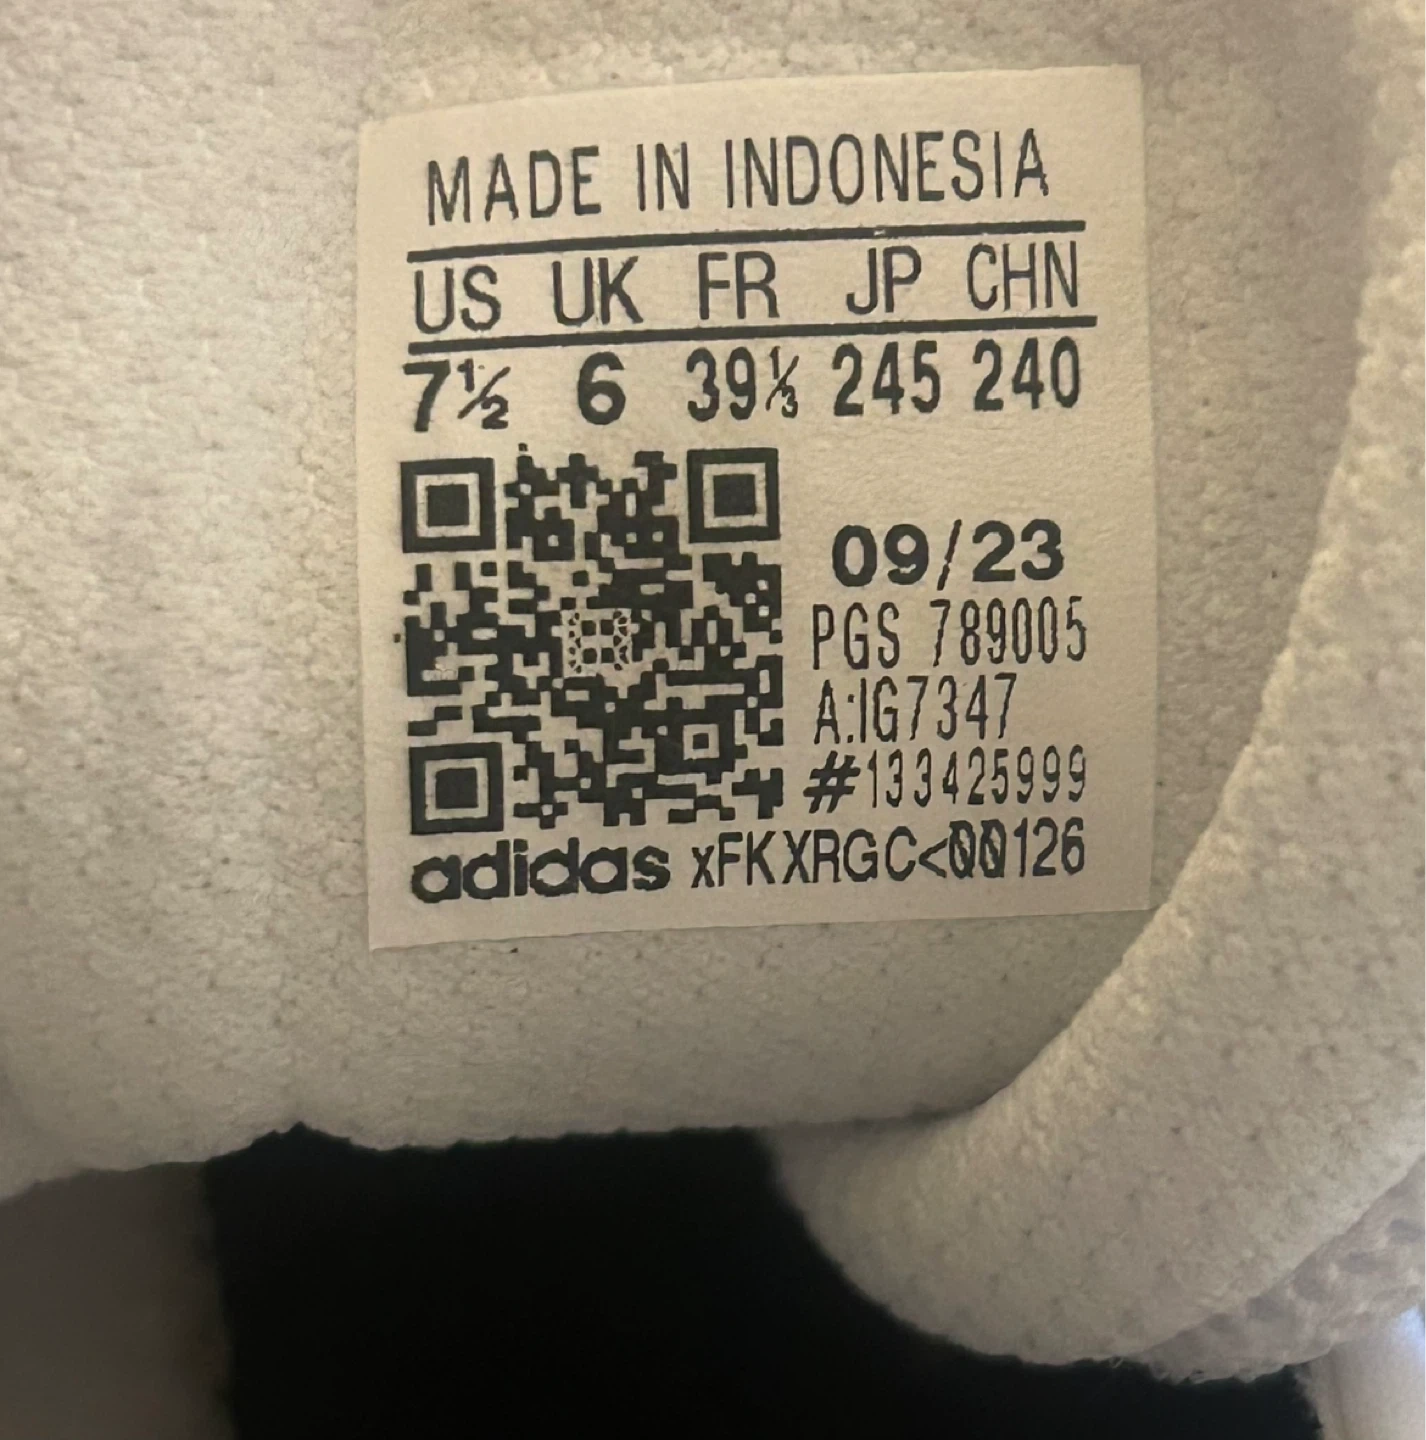 MADE IN INDONESIA
US UK FR JP CHN
7½ 6 39⅓ 245 240
09/23
PGS 789005
A:IG7347
#133425999
adidas xFKXRGC<00126